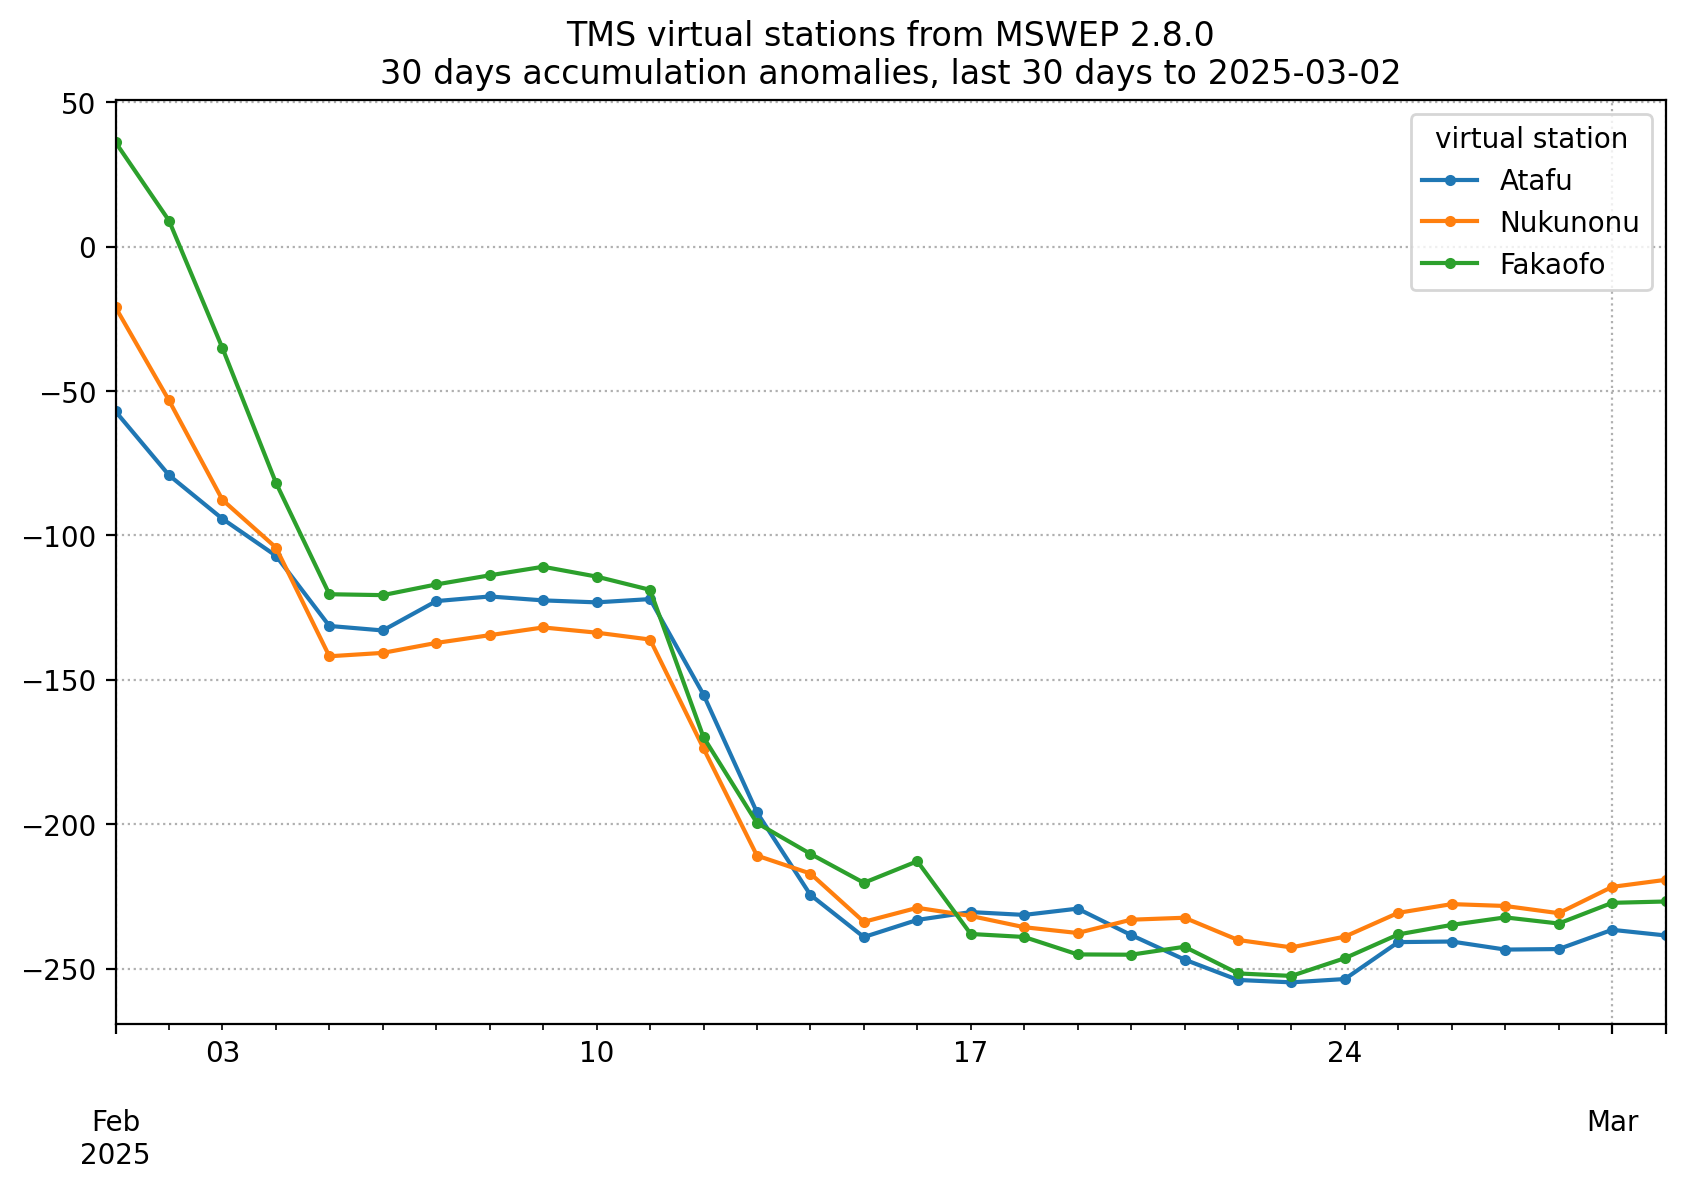 TMS virtual stations from MSWEP 2.8.0
30 days accumulation anomalies, last 30 days to 2025-03-02
50
0
−50
−100
−150
−200
−250
virtual station
Atafu
Nukunonu
Fakaofo
03
10
17
24
Feb
2025
Mar